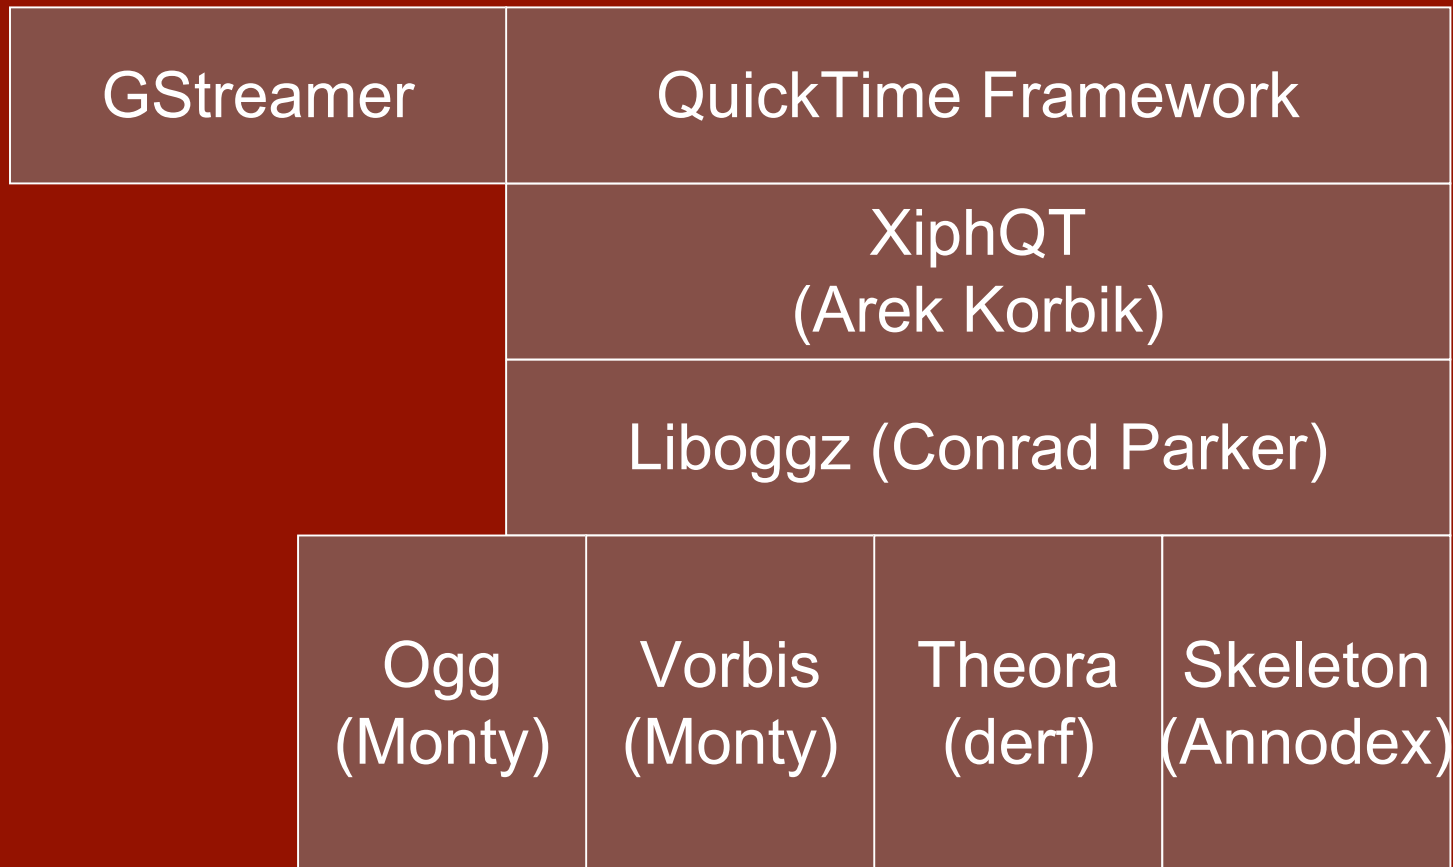 GStreamer
QuickTime Framework
XiphQT
(Arek Korbik)
Liboggz (Conrad Parker)
Ogg
(Monty)
Vorbis
(Monty)
Theora
(derf)
Skeleton
(Annodex)